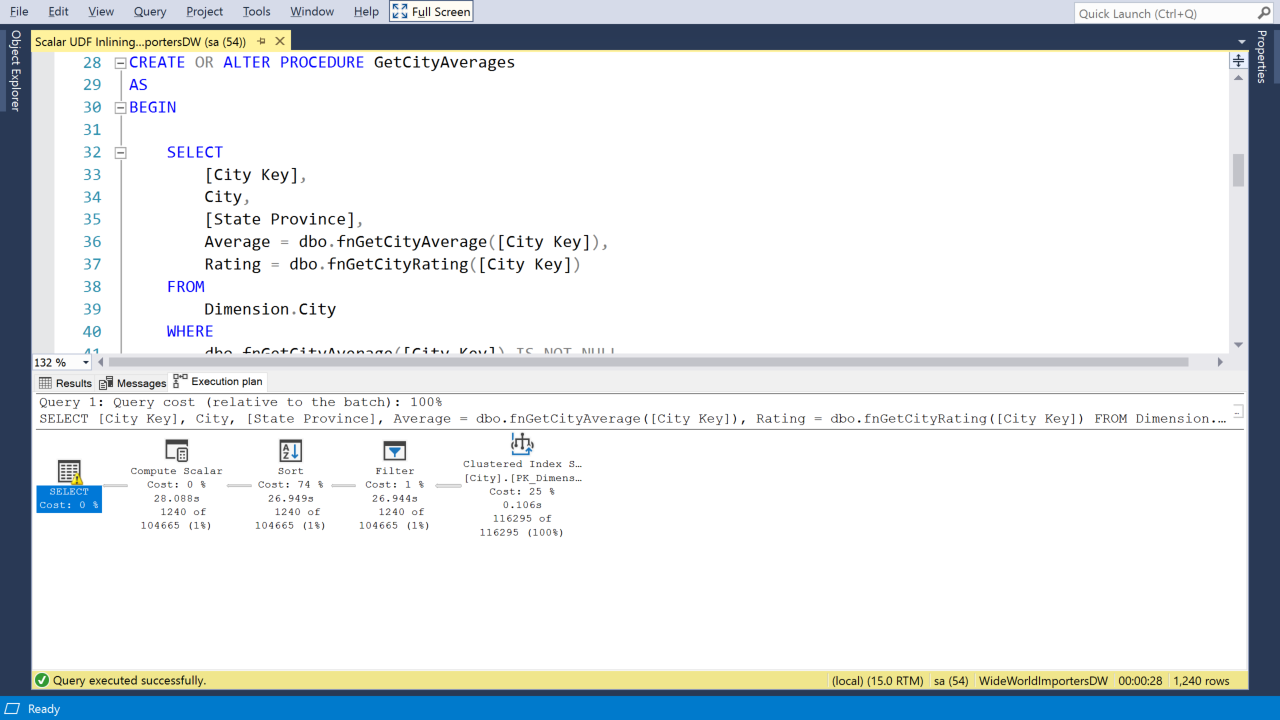 File Edit View Query Project Tools Window Help Full Screen Quick Launch (Ctrl+Q)
Object Explorer
Properties
Scalar UDF Inlining...portersDW (sa (54))
28 CREATE OR ALTER PROCEDURE GetCityAverages
29 AS
30 BEGIN
31
32 SELECT
33 [City Key],
34 City,
35 [State Province],
36 Average = dbo.fnGetCityAverage([City Key]),
37 Rating = dbo.fnGetCityRating([City Key])
38 FROM
39 Dimension.City
40 WHERE
41 dbo.fnGetCityAverage([City Key]) IS NOT NULL
132 %
Results Messages Execution plan
Query 1: Query cost (relative to the batch): 100%
SELECT [City Key], City, [State Province], Average = dbo.fnGetCityAverage([City Key]), Rating = dbo.fnGetCityRating([City Key]) FROM Dimension....
SELECT
Cost: 0 %
Compute Scalar
Cost: 0 %
28.088s
1240 of
104665 (1%)
Sort
Cost: 74 %
26.949s
1240 of
104665 (1%)
Filter
Cost: 1 %
26.944s
1240 of
104665 (1%)
Clustered Index S...
[City].[PK_Dimens...
Cost: 25 %
0.106s
116295 of
116295 (100%)
Query executed successfully. (local) (15.0 RTM) sa (54) WideWorldImportersDW 00:00:28 1,240 rows
Ready